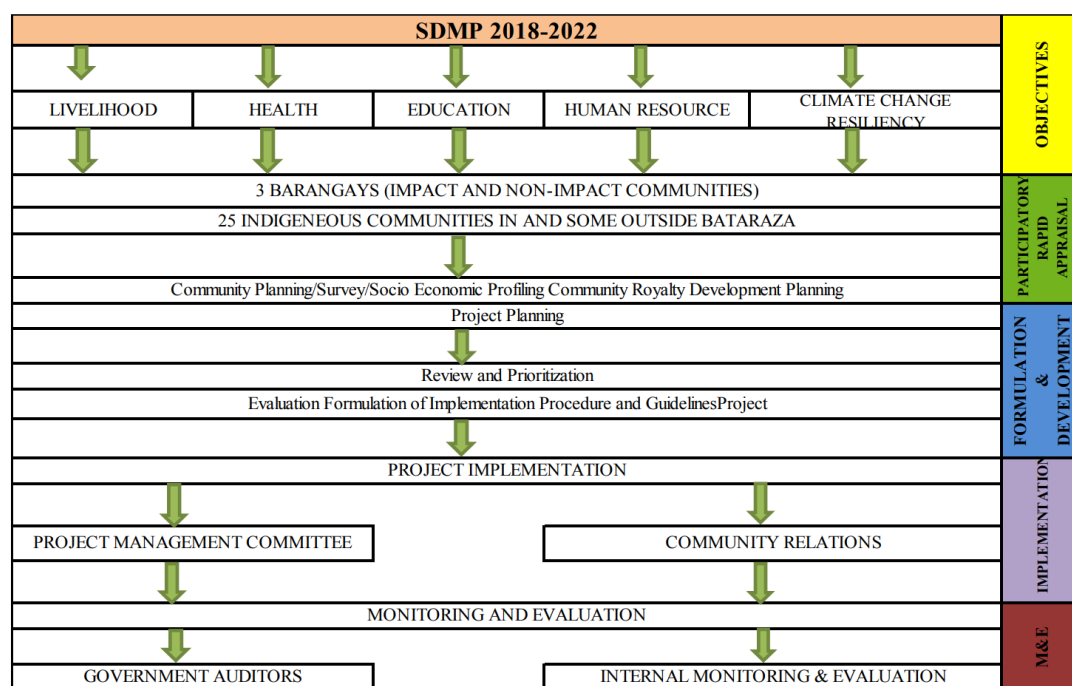 SDMP 2018-2022
OBJECTIVES
LIVELIHOOD
HEALTH
EDUCATION
HUMAN RESOURCE
CLIMATE CHANGE
RESILIENCY
3 BARANGAYS (IMPACT AND NON-IMPACT COMMUNITIES)
25 INDIGENEOUS COMMUNITIES IN AND SOME OUTSIDE BATARAZA
Community Planning/Survey/Socio Economic Profiling Community Royalty Development Planning
PARTICIPATORY
RAPID
APPRAISAL
Project Planning
Review and Prioritization
Evaluation Formulation of Implementation Procedure and GuidelinesProject
FORMULATION
&
DEVELOPMENT
PROJECT IMPLEMENTATION
PROJECT MANAGEMENT COMMITTEE
COMMUNITY RELATIONS
IMPLEMENTATION
MONITORING AND EVALUATION
GOVERNMENT AUDITORS
INTERNAL MONITORING & EVALUATION
M&E